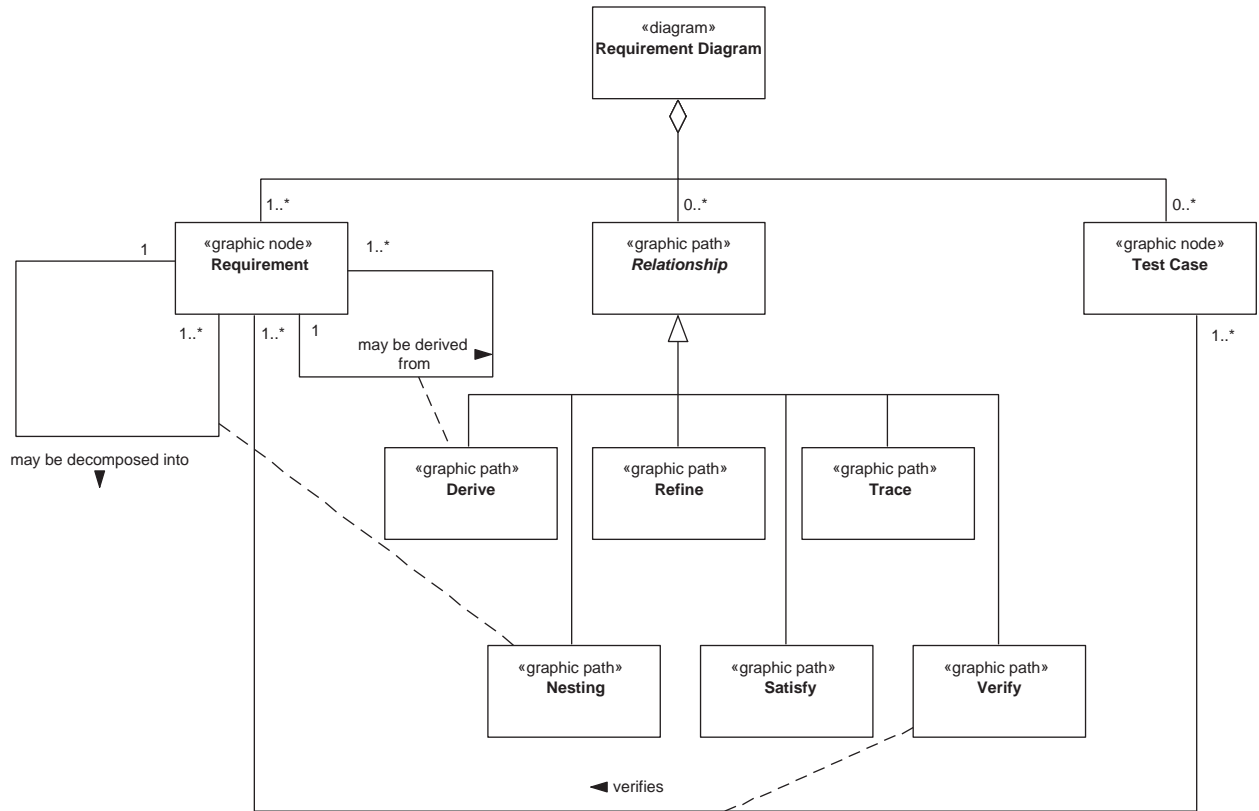 «diagram»
Requirement Diagram
1..*
0..*
0..*
«graphic node»
Requirement
1
1..*
«graphic path»
Relationship
«graphic node»
Test Case
1..*
1..*
1
1..*
may be derived
from
may be decomposed into
«graphic path»
Derive
«graphic path»
Refine
«graphic path»
Trace
«graphic path»
Nesting
«graphic path»
Satisfy
«graphic path»
Verify
verifies